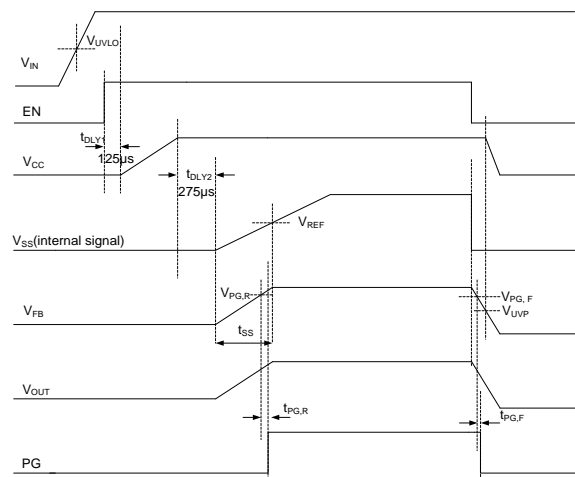 VUVLO
VIN
EN
tDLY1
125µs
VCC
tDLY2
275µs
VREF
VSS(internal signal)
VPG,R
VPG, F
VUVP
VFB
tSS
VOUT
tPG,R
tPG,F
PG